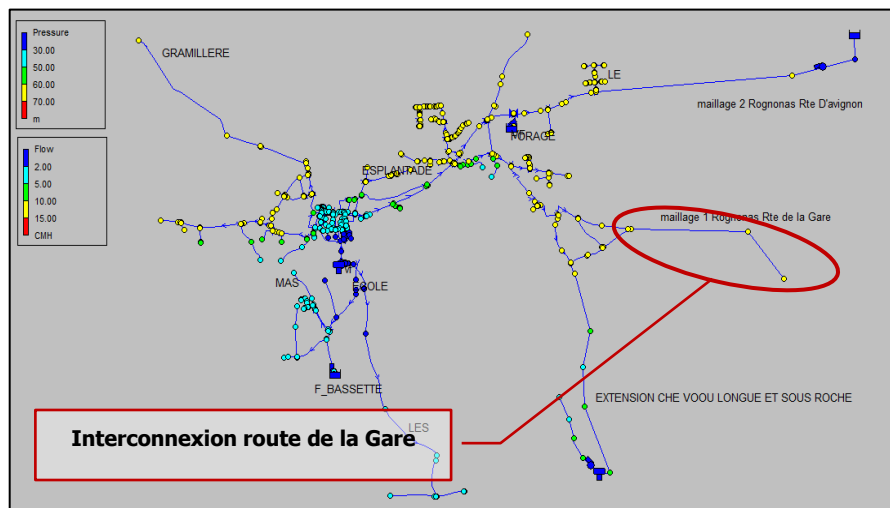 Pressure
30.00
50.00
60.00
70.00
m
Flow
2.00
5.00
10.00
15.00
CMH
GRAMILLERE
LE
maillage 2 Rognonas Rte D'avignon
FORAGE
ESPLANTADE
maillage 1 Rognonas Rte de la Gare
MAS
ECOLE
F_BASSETTE
EXTENSION CHE VOOU LONGUE ET SOUS ROCHE
LES
Interconnexion route de la Gare